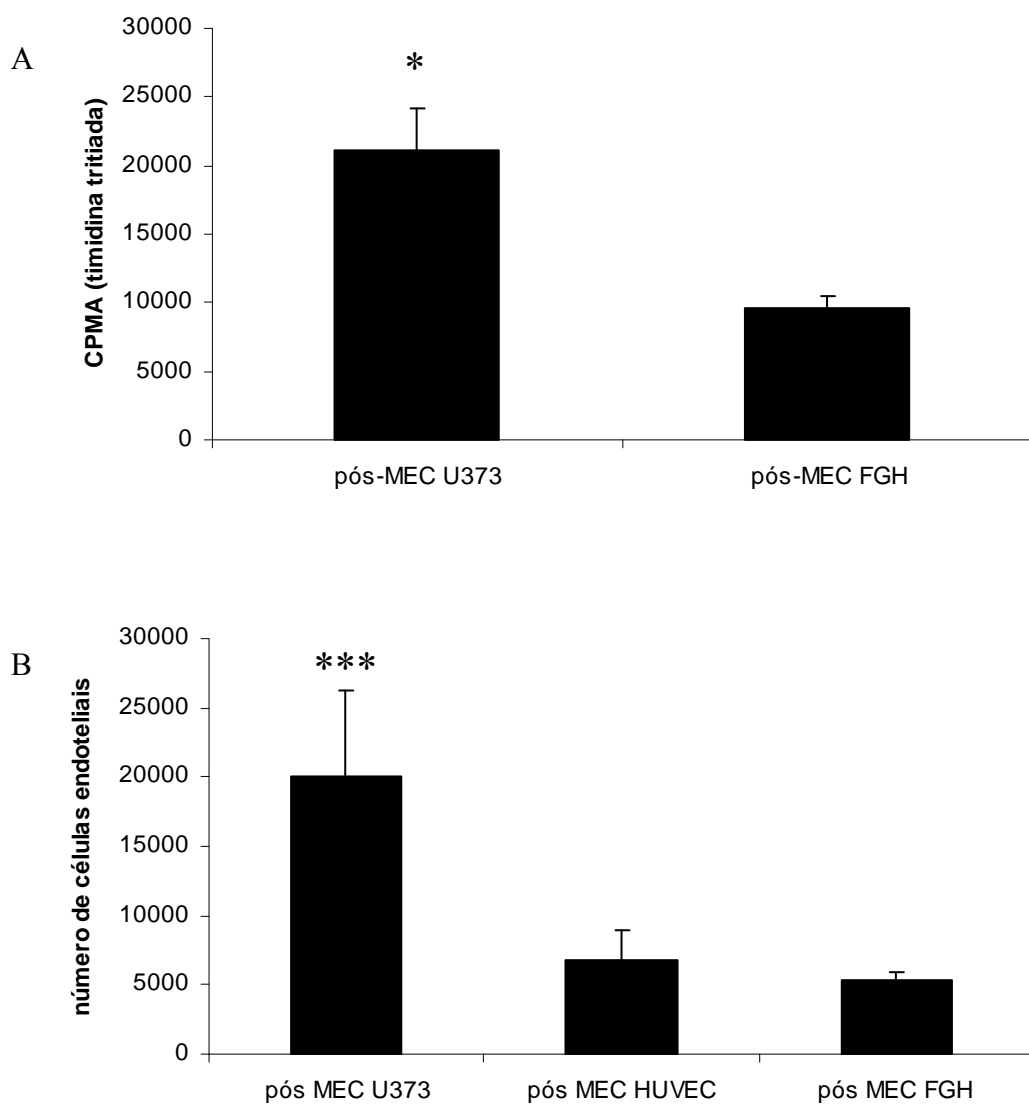 A
30000
25000
20000
15000
10000
5000
0
CPMA (timidina tritiada)
*
pós-MEC U373
pós-MEC FGH
B
30000
25000
20000
15000
10000
5000
0
número de células endoteliais
***
pós MEC U373
pós MEC HUVEC
pós MEC FGH